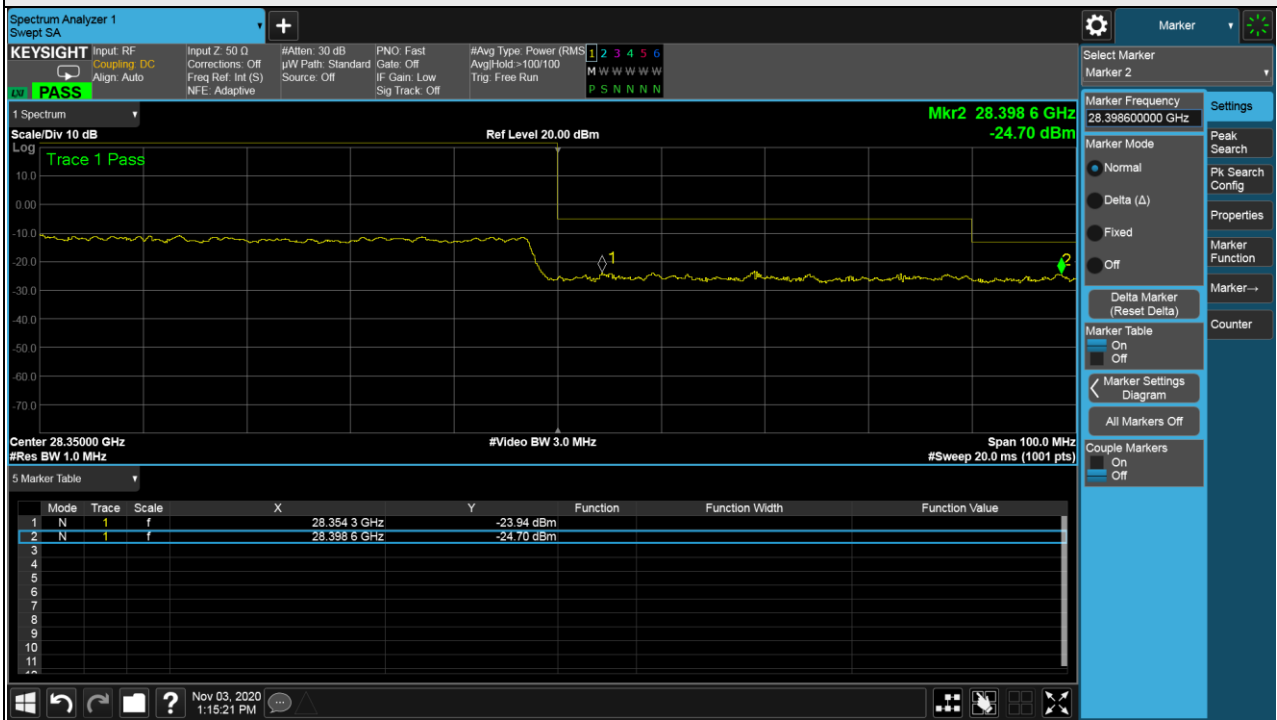 Spectrum Analyzer 1
Swept SA
+
Marker
KEYSIGHT
PASS
Input: RF
Coupling: DC
Align: Auto
Input Z: 50 Ω
Corrections: Off
Freq Ref: Int (S)
NFE: Adaptive
#Atten: 30 dB
µW Path: Standard
Source: Off
PNO: Fast
Gate: Off
IF Gain: Low
Sig Track: Off
#Avg Type: Power (RMS
Avg|Hold:>100/100
Trig: Free Run
1 2 3 4 5 6
M W W W W W
P S N N N N
Select Marker
Marker 2
1 Spectrum
Scale/Div 10 dB
Ref Level 20.00 dBm
Mkr2 28.398 6 GHz
-24.70 dBm
Log
Trace 1 Pass
10.0
0.00
-10.0
-20.0
-30.0
-40.0
-50.0
-60.0
-70.0
1
2
Center 28.35000 GHz
#Video BW 3.0 MHz
Span 100.0 MHz
#Res BW 1.0 MHz
#Sweep 20.0 ms (1001 pts)
Marker Frequency
28.398600000 GHz
Marker Mode
Normal
Delta (Δ)
Fixed
Off
Delta Marker
(Reset Delta)
Marker Table
On
Off
Marker Settings
Diagram
All Markers Off
Couple Markers
On
Off
Settings
Peak
Search
Pk Search
Config
Properties
Marker
Function
Marker→
Counter
5 Marker Table
Mode Trace Scale X Y Function Function Width Function Value
1 N 1 f 28.354 3 GHz -23.94 dBm
2 N 1 f 28.398 6 GHz -24.70 dBm
3
4
5
6
7
8
9
10
11
?
Nov 03, 2020
1:15:21 PM